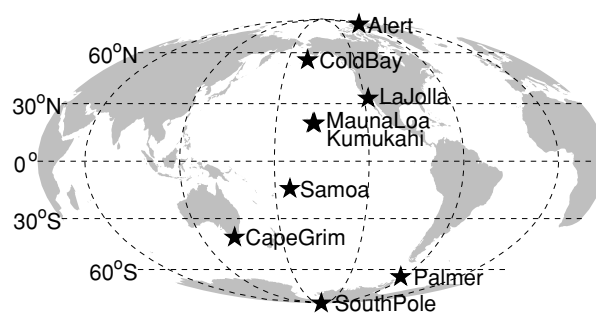 Alert
60°N
ColdBay
30°N
LaJolla
MaunaLoa
Kumukahi
0°
Samoa
30°S
CapeGrim
60°S
Palmer
SouthPole